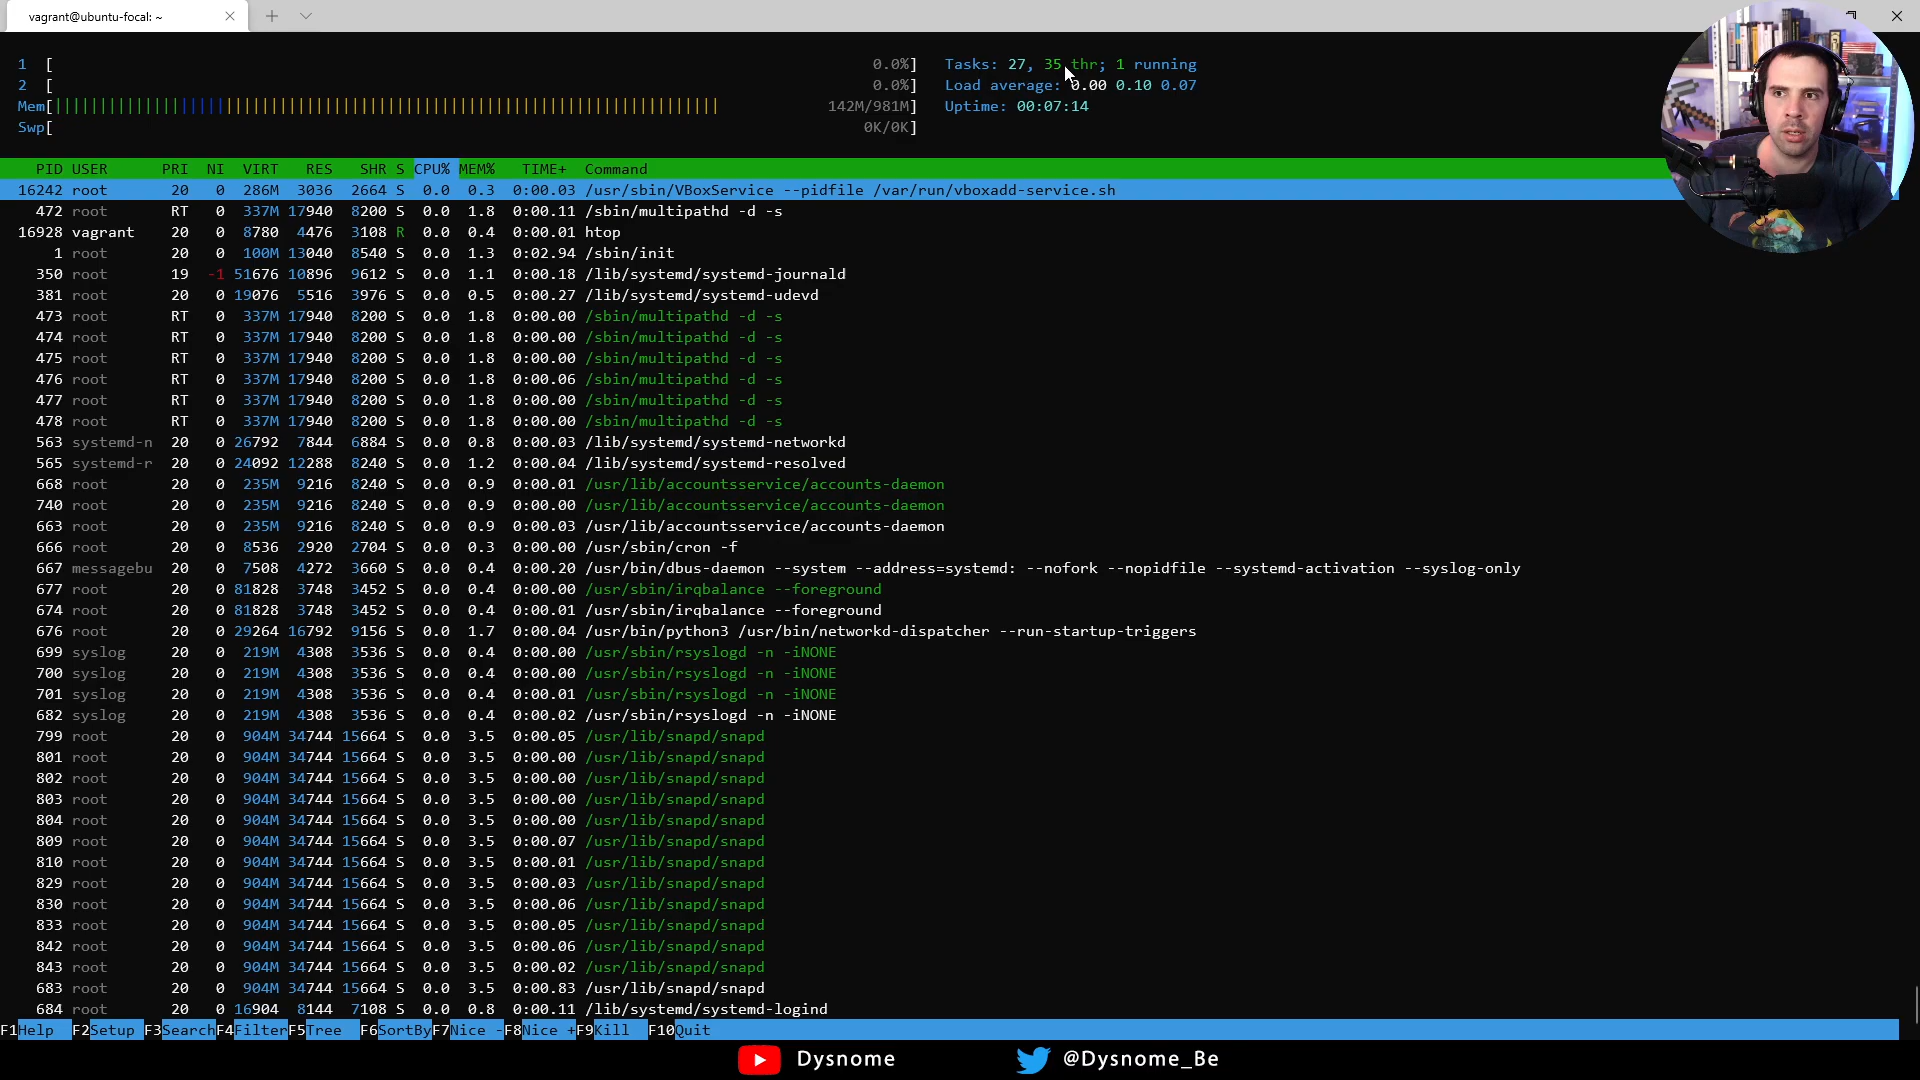 vagrant@ubuntu-focal: ~
1 [ 0.0%] Tasks: 27, 35 thr; 1 running
2 [ 0.0%] Load average: 0.00 0.10 0.07
Mem[||||||||||||||||||||||||||||||||||||||||||||||||||||||||||||||||||||||||||| 142M/981M] Uptime: 00:07:14
Swp[ 0K/0K]
PID USER PRI NI VIRT RES SHR S CPU% MEM% TIME+ Command
16242 root 20 0 286M 3036 2664 S 0.0 0.3 0:00.03 /usr/sbin/VBoxService --pidfile /var/run/vboxadd-service.sh
472 root RT 0 337M 17940 8200 S 0.0 1.8 0:00.11 /sbin/multipathd -d -s
16928 vagrant 20 0 8780 4476 3108 R 0.0 0.4 0:00.01 htop
1 root 20 0 100M 13040 8540 S 0.0 1.3 0:02.94 /sbin/init
350 root 19 -1 51676 10896 9612 S 0.0 1.1 0:00.18 /lib/systemd/systemd-journald
381 root 20 0 19076 5516 3976 S 0.0 0.5 0:00.27 /lib/systemd/systemd-udevd
473 root RT 0 337M 17940 8200 S 0.0 1.8 0:00.00 /sbin/multipathd -d -s
474 root RT 0 337M 17940 8200 S 0.0 1.8 0:00.00 /sbin/multipathd -d -s
475 root RT 0 337M 17940 8200 S 0.0 1.8 0:00.00 /sbin/multipathd -d -s
476 root RT 0 337M 17940 8200 S 0.0 1.8 0:00.06 /sbin/multipathd -d -s
477 root RT 0 337M 17940 8200 S 0.0 1.8 0:00.00 /sbin/multipathd -d -s
478 root RT 0 337M 17940 8200 S 0.0 1.8 0:00.00 /sbin/multipathd -d -s
563 systemd-n 20 0 26792 7844 6884 S 0.0 0.8 0:00.03 /lib/systemd/systemd-networkd
565 systemd-r 20 0 24092 12288 8240 S 0.0 1.2 0:00.04 /lib/systemd/systemd-resolved
668 root 20 0 235M 9216 8240 S 0.0 0.9 0:00.01 /usr/lib/accountsservice/accounts-daemon
740 root 20 0 235M 9216 8240 S 0.0 0.9 0:00.00 /usr/lib/accountsservice/accounts-daemon
663 root 20 0 235M 9216 8240 S 0.0 0.9 0:00.03 /usr/lib/accountsservice/accounts-daemon
666 root 20 0 8536 2920 2704 S 0.0 0.3 0:00.00 /usr/sbin/cron -f
667 messagebu 20 0 7508 4272 3660 S 0.0 0.4 0:00.20 /usr/bin/dbus-daemon --system --address=systemd: --nofork --nopidfile --systemd-activation --syslog-only
677 root 20 0 81828 3748 3452 S 0.0 0.4 0:00.00 /usr/sbin/irqbalance --foreground
674 root 20 0 81828 3748 3452 S 0.0 0.4 0:00.01 /usr/sbin/irqbalance --foreground
676 root 20 0 29264 16792 9156 S 0.0 1.7 0:00.04 /usr/bin/python3 /usr/bin/networkd-dispatcher --run-startup-triggers
699 syslog 20 0 219M 4308 3536 S 0.0 0.4 0:00.00 /usr/sbin/rsyslogd -n -iNONE
700 syslog 20 0 219M 4308 3536 S 0.0 0.4 0:00.00 /usr/sbin/rsyslogd -n -iNONE
701 syslog 20 0 219M 4308 3536 S 0.0 0.4 0:00.01 /usr/sbin/rsyslogd -n -iNONE
682 syslog 20 0 219M 4308 3536 S 0.0 0.4 0:00.02 /usr/sbin/rsyslogd -n -iNONE
799 root 20 0 904M 34744 15664 S 0.0 3.5 0:00.05 /usr/lib/snapd/snapd
801 root 20 0 904M 34744 15664 S 0.0 3.5 0:00.00 /usr/lib/snapd/snapd
802 root 20 0 904M 34744 15664 S 0.0 3.5 0:00.00 /usr/lib/snapd/snapd
803 root 20 0 904M 34744 15664 S 0.0 3.5 0:00.00 /usr/lib/snapd/snapd
804 root 20 0 904M 34744 15664 S 0.0 3.5 0:00.00 /usr/lib/snapd/snapd
809 root 20 0 904M 34744 15664 S 0.0 3.5 0:00.07 /usr/lib/snapd/snapd
810 root 20 0 904M 34744 15664 S 0.0 3.5 0:00.01 /usr/lib/snapd/snapd
829 root 20 0 904M 34744 15664 S 0.0 3.5 0:00.03 /usr/lib/snapd/snapd
830 root 20 0 904M 34744 15664 S 0.0 3.5 0:00.06 /usr/lib/snapd/snapd
833 root 20 0 904M 34744 15664 S 0.0 3.5 0:00.05 /usr/lib/snapd/snapd
842 root 20 0 904M 34744 15664 S 0.0 3.5 0:00.06 /usr/lib/snapd/snapd
843 root 20 0 904M 34744 15664 S 0.0 3.5 0:00.02 /usr/lib/snapd/snapd
683 root 20 0 904M 34744 15664 S 0.0 3.5 0:00.83 /usr/lib/snapd/snapd
684 root 20 0 16904 8144 7108 S 0.0 0.8 0:00.11 /lib/systemd/systemd-logind
F1Help F2Setup F3SearchF4FilterF5Tree F6SortByF7Nice -F8Nice +F9Kill F10Quit
Dysnome @Dysnome_Be